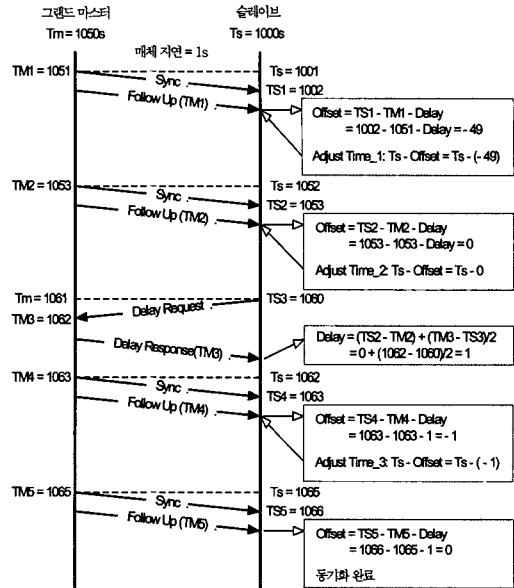 그랜드 마스터
슬레이브
Tm = 1050s
Ts = 1000s
매체 지연 = 1s
TM1 = 1051
Ts = 1001
Sync
TS1 = 1002
Follow Up (TM1)
Offset = TS1 - TM1 - Delay
= 1002 - 1051 - Delay = - 49
Adjust Time_1: Ts - Offset = Ts - (- 49)
TM2 = 1053
Ts = 1052
Sync
TS2 = 1053
Follow Up (TM2)
Offset = TS2 - TM2 - Delay
= 1053 - 1053 - Delay = 0
Adjust Time_2: Ts - Offset = Ts - 0
Tm = 1061
TS3 = 1060
TM3 = 1062
Delay Request
Delay Response(TM3)
Delay = (TS2 - TM2) + (TM3 - TS3)/2
= 0 + (1062 - 1060)/2 = 1
TM4 = 1063
Ts = 1062
Sync
TS4 = 1063
Follow Up (TM4)
Offset = TS4 - TM4 - Delay
= 1063 - 1063 - 1 = - 1
Adjust Time_3: Ts - Offset = Ts - ( - 1)
TM5 = 1065
Ts = 1065
Sync
TS5 = 1066
Follow Up (TM5)
Offset = TS5 - TM5 - Delay
= 1066 - 1065 - 1 = 0
동기화 완료